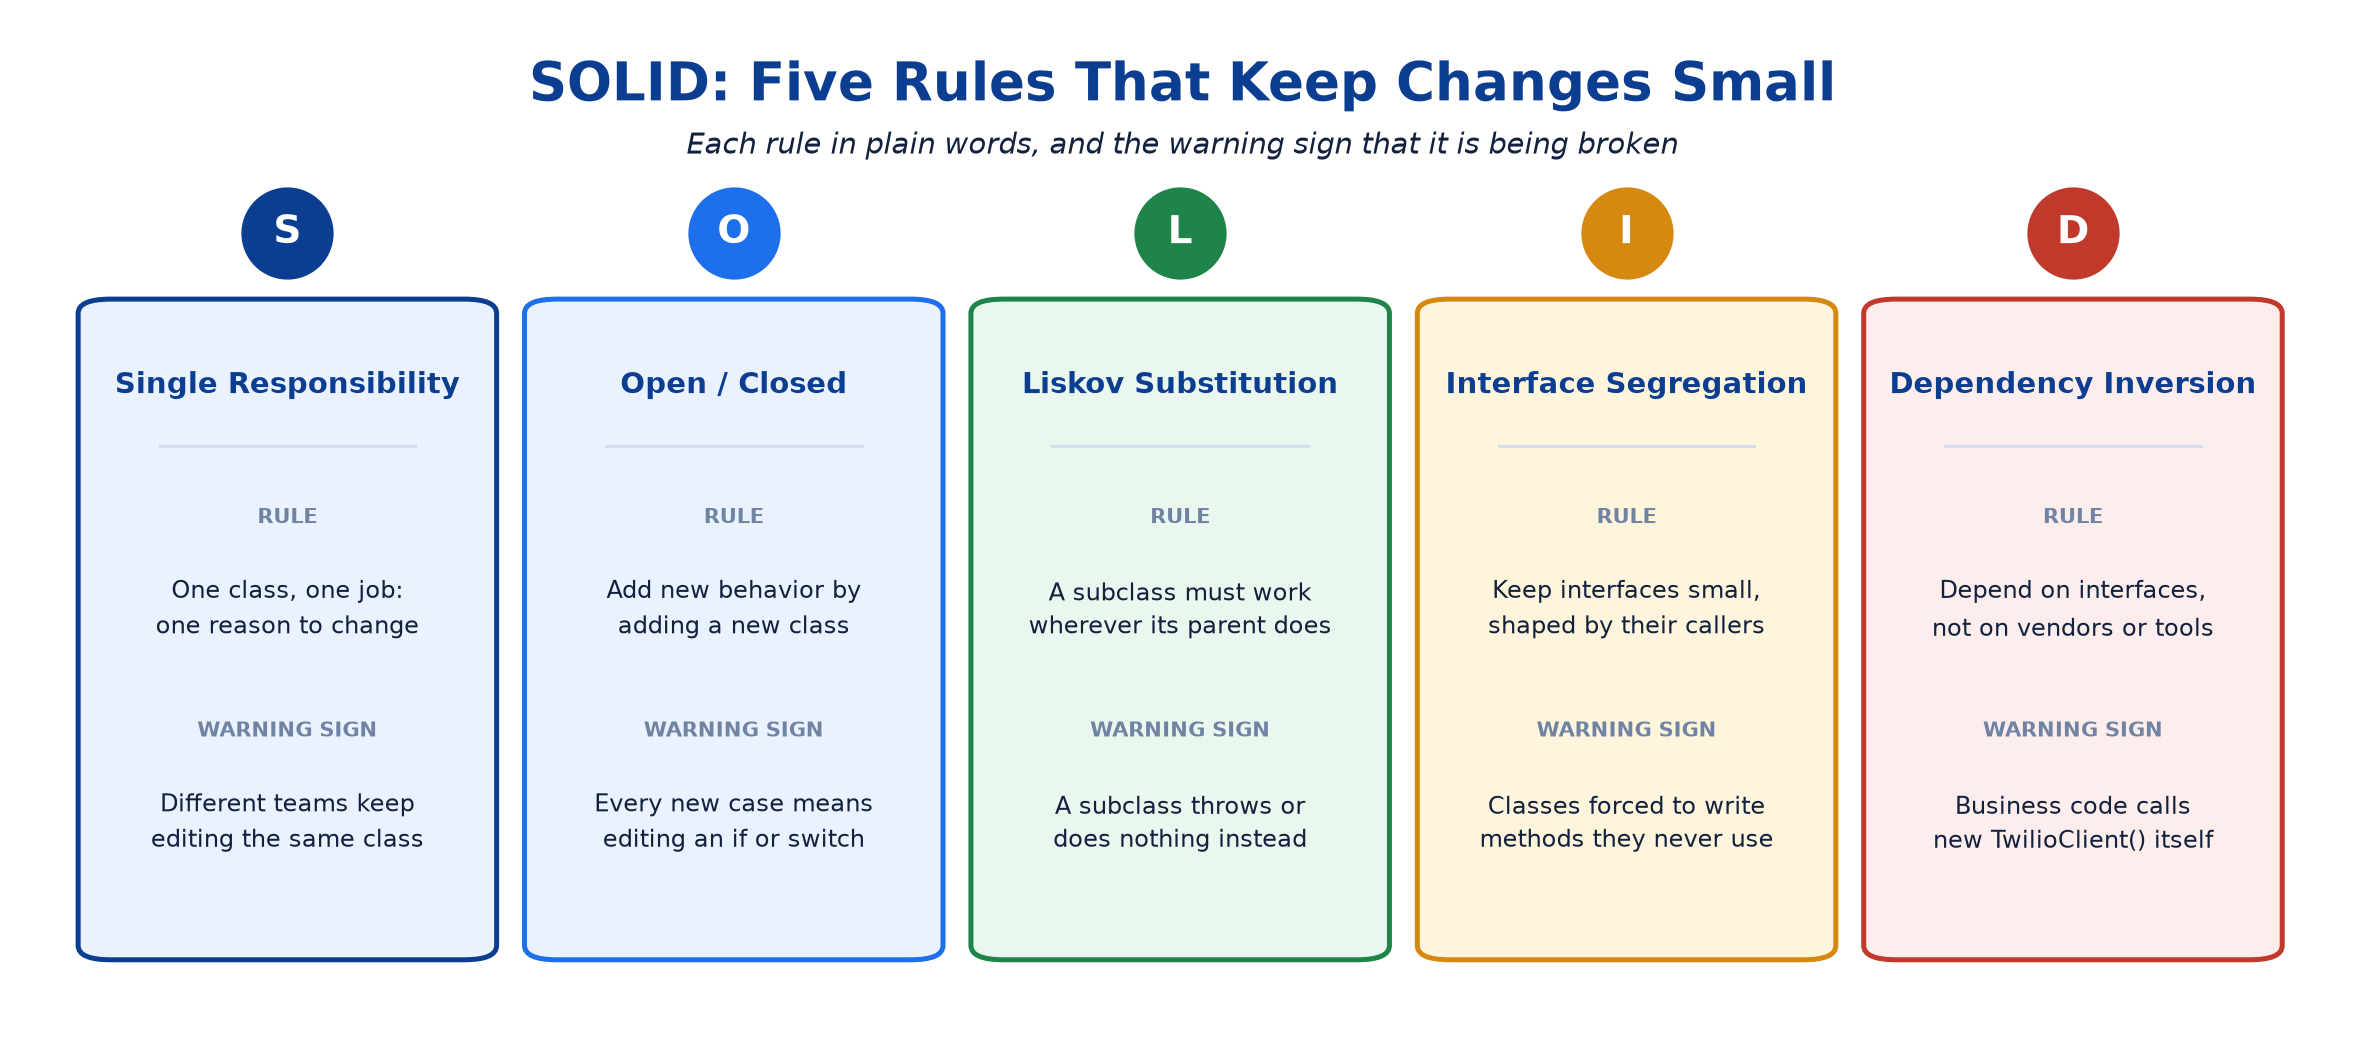 SOLID: Five Rules That Keep Changes Small
Each rule in plain words, and the warning sign that it is being broken
S
Single Responsibility
RULE
One class, one job:
one reason to change
WARNING SIGN
Different teams keep
editing the same class
O
Open / Closed
RULE
Add new behavior by
adding a new class
WARNING SIGN
Every new case means
editing an if or switch
L
Liskov Substitution
RULE
A subclass must work
wherever its parent does
WARNING SIGN
A subclass throws or
does nothing instead
I
Interface Segregation
RULE
Keep interfaces small,
shaped by their callers
WARNING SIGN
Classes forced to write
methods they never use
D
Dependency Inversion
RULE
Depend on interfaces,
not on vendors or tools
WARNING SIGN
Business code calls
new TwilioClient() itself